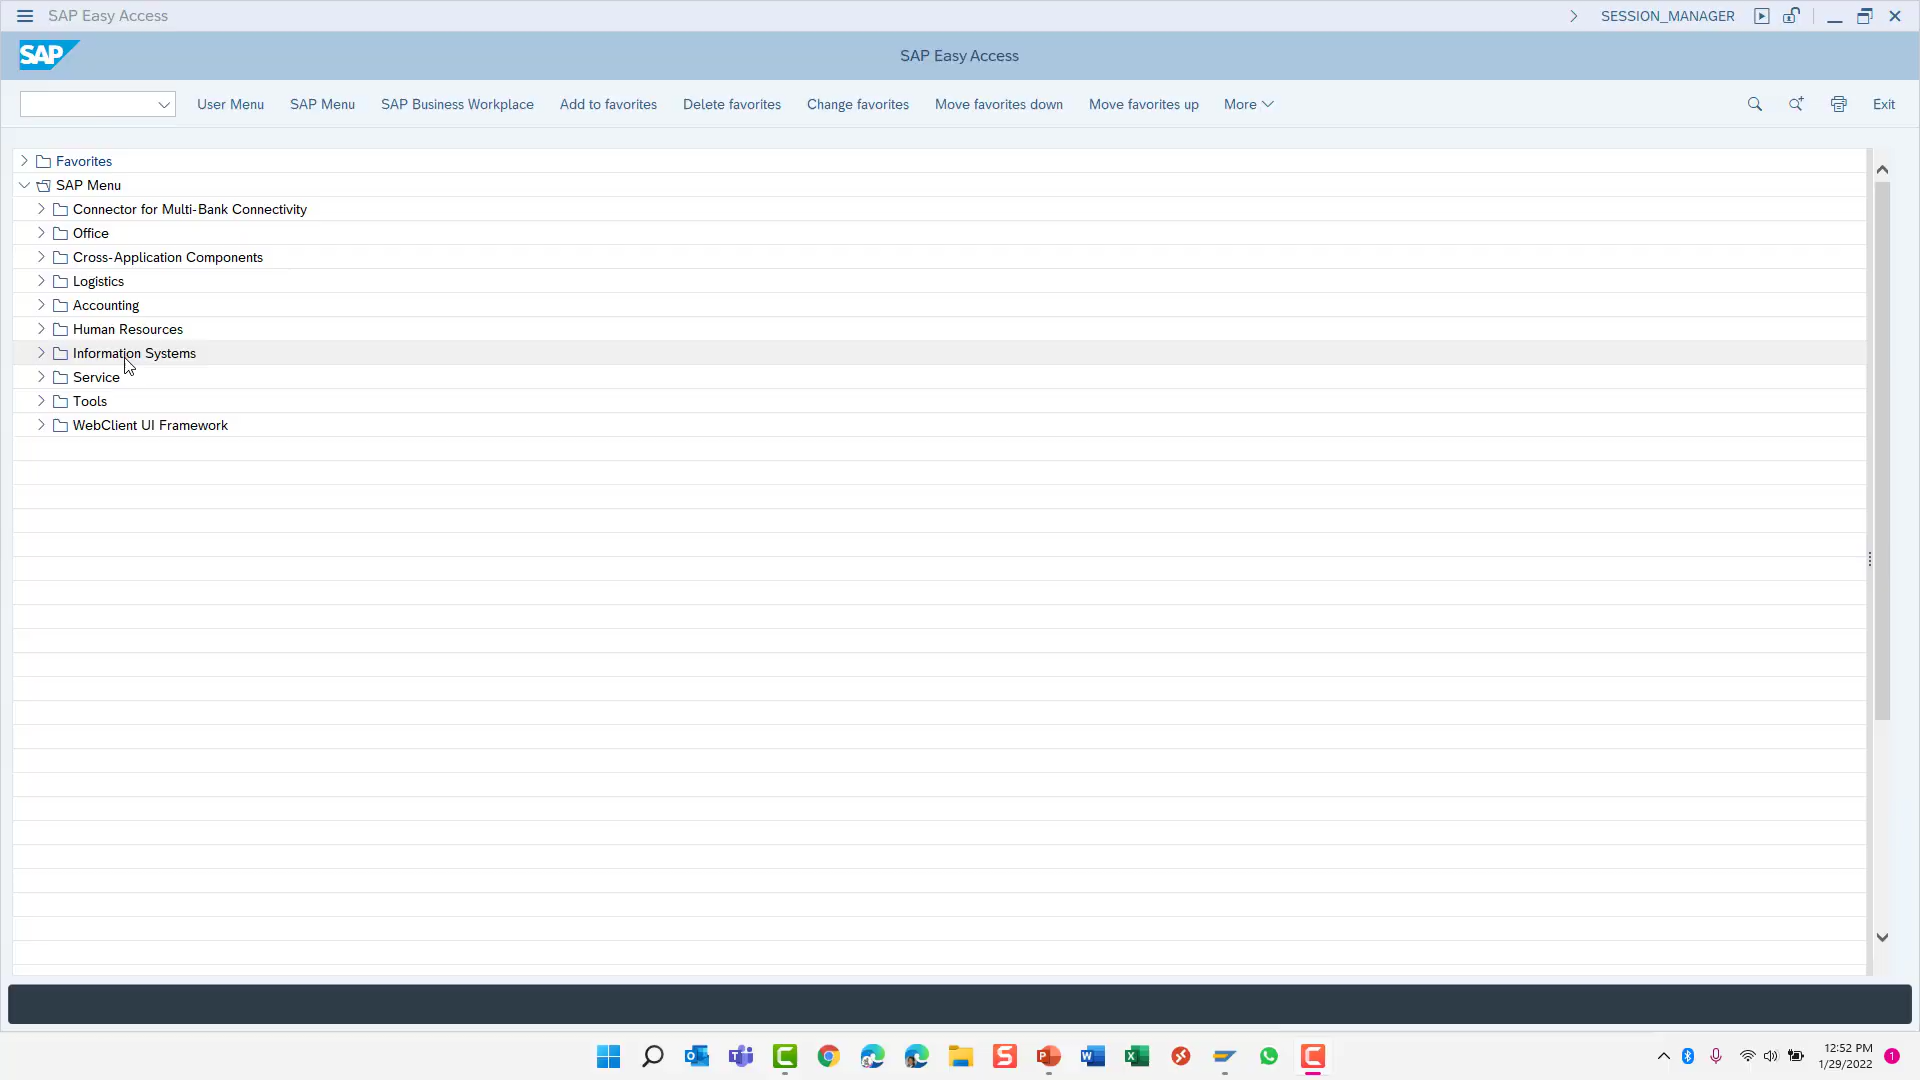 SAP Easy Access
SESSION_MANAGER
SAP
SAP Easy Access
User Menu
SAP Menu
SAP Business Workplace
Add to favorites
Delete favorites
Change favorites
Move favorites down
Move favorites up
More
Exit
Favorites
SAP Menu
Connector for Multi-Bank Connectivity
Office
Cross-Application Components
Logistics
Accounting
Human Resources
Information Systems
Service
Tools
WebClient UI Framework
12:52 PM
1/29/2022
1